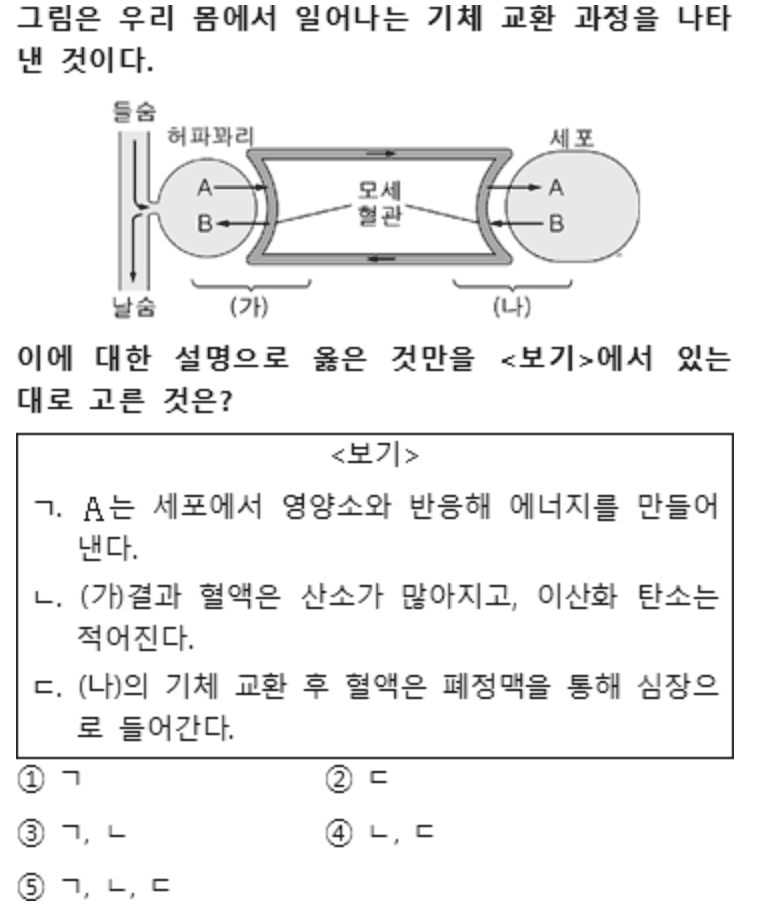 그림은 우리 몸에서 일어나는 기체 교환 과정을 나타
낸 것이다.
들숨
허파꽈리
세포
A
A
모세
혈관
B
B
날숨
(가)
(나)
이에 대한 설명으로 옳은 것만을 <보기>에서 있는
대로 고른 것은?
<보기>
ㄱ. A는 세포에서 영양소와 반응해 에너지를 만들어
낸다.
ㄴ. (가)결과 혈액은 산소가 많아지고, 이산화 탄소는
적어진다.
ㄷ. (나)의 기체 교환 후 혈액은 폐정맥을 통해 심장으
로 들어간다.
① ㄱ ② ㄷ
③ ㄱ, ㄴ ④ ㄴ, ㄷ
⑤ ㄱ, ㄴ, ㄷ